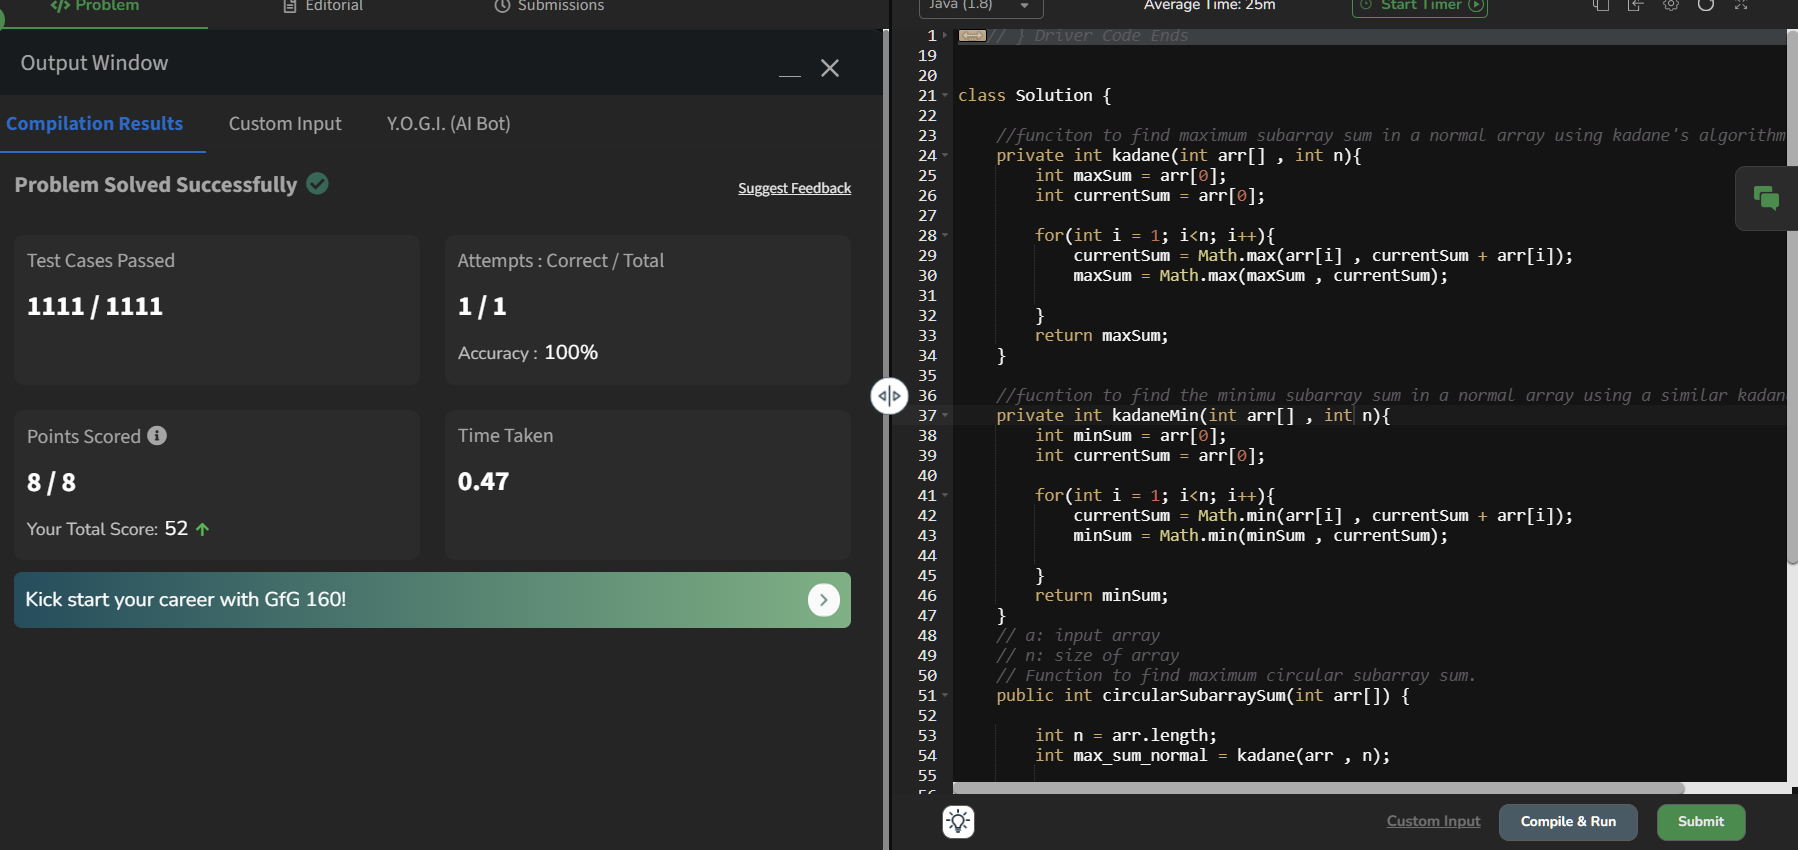 </> Problem
Editorial
Submissions
Output Window
Compilation Results
Custom Input
Y.O.G.I. (AI Bot)
Problem Solved Successfully
Suggest Feedback
Test Cases Passed
1111 / 1111
Attempts : Correct / Total
1 / 1
Accuracy : 100%
Points Scored
8 / 8
Your Total Score: 52
Time Taken
0.47
Kick start your career with GfG 160!
Java (1.8)
Average Time: 25m
Start Timer
1 // } Driver Code Ends
19
20
21 class Solution {
22
23 //funciton to find maximum subarray sum in a normal array using kadane's algorithm
24 private int kadane(int arr[] , int n){
25 int maxSum = arr[0];
26 int currentSum = arr[0];
27
28 for(int i = 1; i<n; i++){
29 currentSum = Math.max(arr[i] , currentSum + arr[i]);
30 maxSum = Math.max(maxSum , currentSum);
31
32 }
33 return maxSum;
34 }
35
36 //fucntion to find the minimu subarray sum in a normal array using a similar kadan
37 private int kadaneMin(int arr[] , int n){
38 int minSum = arr[0];
39 int currentSum = arr[0];
40
41 for(int i = 1; i<n; i++){
42 currentSum = Math.min(arr[i] , currentSum + arr[i]);
43 minSum = Math.min(minSum , currentSum);
44
45 }
46 return minSum;
47 }
48 // a: input array
49 // n: size of array
50 // Function to find maximum circular subarray sum.
51 public int circularSubarraySum(int arr[]) {
52
53 int n = arr.length;
54 int max_sum_normal = kadane(arr , n);
55
Custom Input
Compile & Run
Submit